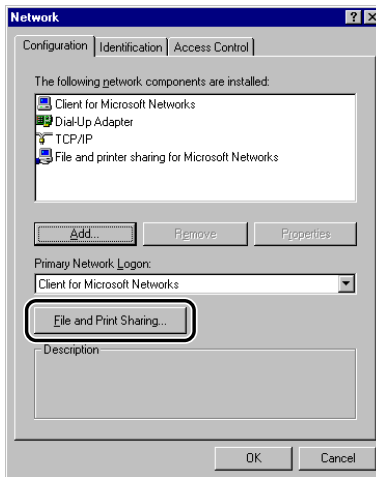 Network
Configuration Identification Access Control
The following network components are installed:
Client for Microsoft Networks
Dial-Up Adapter
TCP/IP
File and printer sharing for Microsoft Networks
Add... Remove Properties
Primary Network Logon:
Client for Microsoft Networks
File and Print Sharing...
Description
OK Cancel